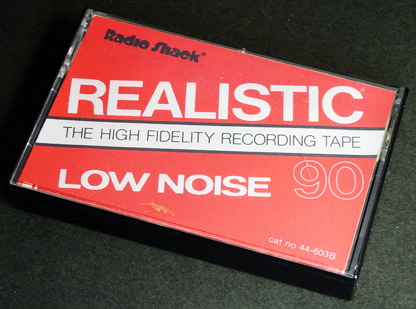 Radio Shack®
REALISTIC®
THE HIGH FIDELITY RECORDING TAPE
LOW NOISE 90
cat no 44-603B